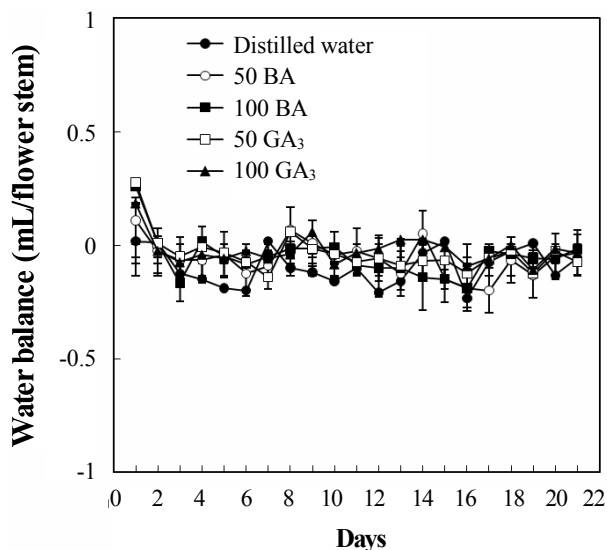 1
0.5
0
-0.5
-1
Water balance (mL/flower stem)
Distilled water
50 BA
100 BA
50 GA₃
100 GA₃
0 2 4 6 8 10 12 14 16 18 20 22
Days